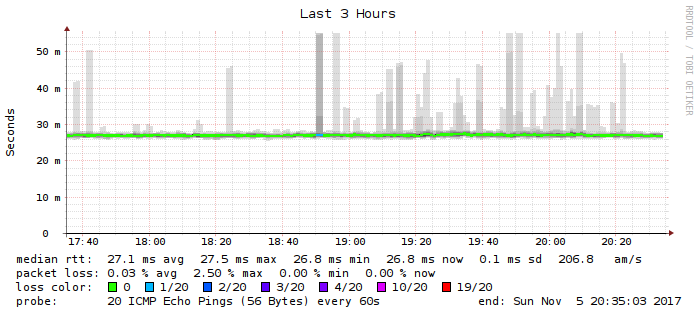 Last 3 Hours
RRDTOOL / TOBI OETIKER
Seconds
50 m
40 m
30 m
20 m
10 m
0
17:40 18:00 18:20 18:40 19:00 19:20 19:40 20:00 20:20
median rtt: 27.1 ms avg 27.5 ms max 26.8 ms min 26.8 ms now 0.1 ms sd 206.8 am/s
packet loss: 0.03 % avg 2.50 % max 0.00 % min 0.00 % now
loss color: 0 1/20 2/20 3/20 4/20 10/20 19/20
probe: 20 ICMP Echo Pings (56 Bytes) every 60s end: Sun Nov 5 20:35:03 2017